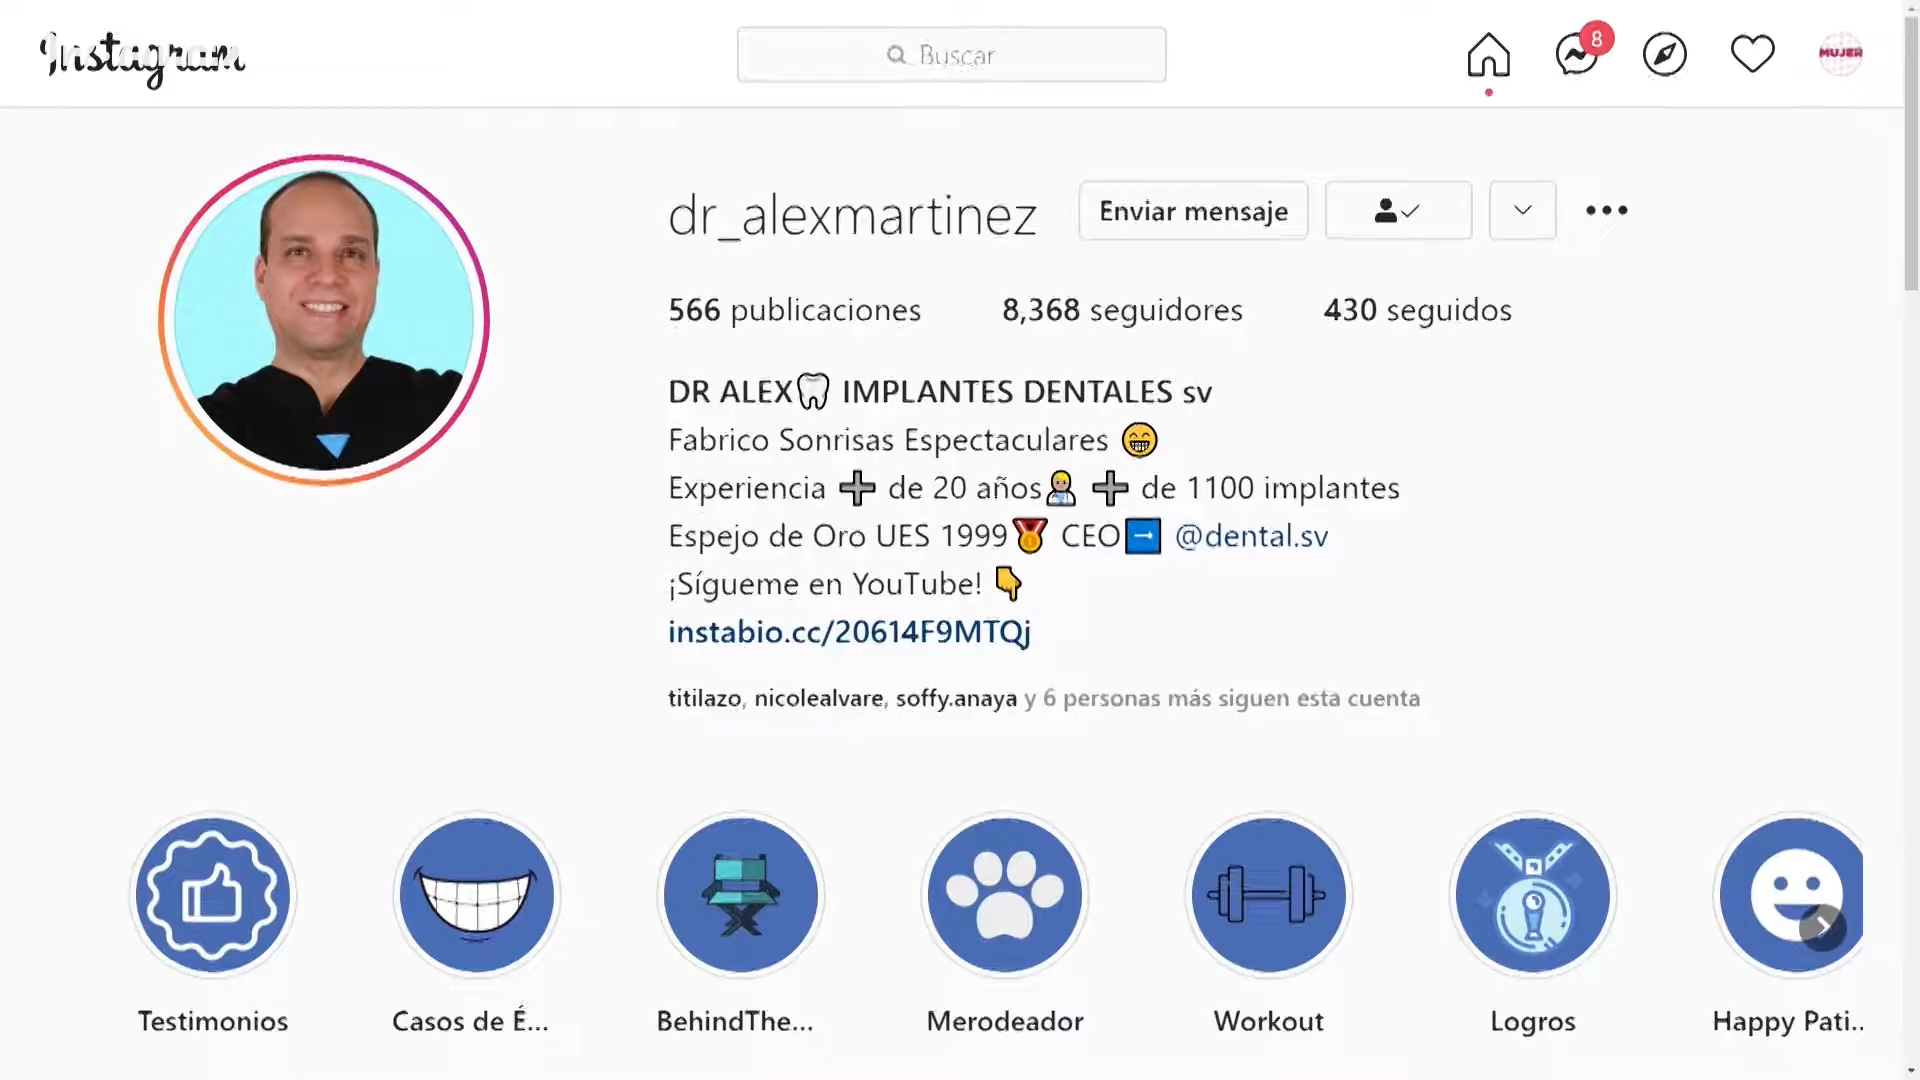 Instagram
Buscar
8
MUJER
dr_alexmartinez
Enviar mensaje
566 publicaciones
8,368 seguidores
430 seguidos
DR ALEX🦷 IMPLANTES DENTALES sv
Fabrico Sonrisas Espectaculares 😁
Experiencia ➕ de 20 años👨🏼‍⚕️ ➕ de 1100 implantes
Espejo de Oro UES 1999🏅 CEO➡️ @dental.sv
¡Sígueme en YouTube! 👇
instabio.cc/20614F9MTQj
titilazo, nicolealvare, soffy.anaya y 6 personas más siguen esta cuenta
Testimonios
Casos de É...
BehindThe...
Merodeador
Workout
Logros
Happy Pati..